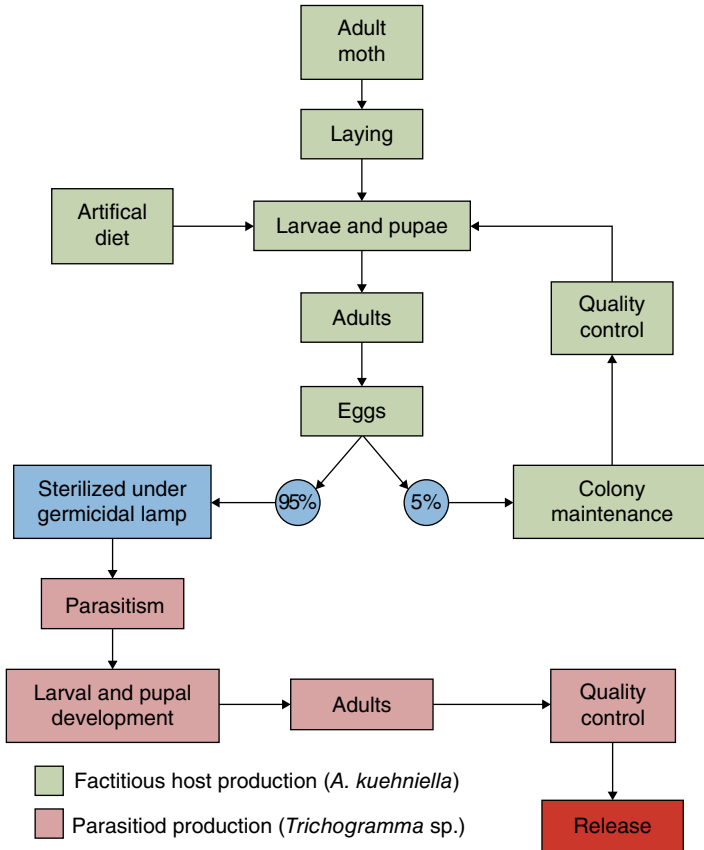 Adult
moth
Laying
Artifical
diet
Larvae and pupae
Adults
Quality
control
Eggs
Sterilized under
germicidal lamp
95%
5%
Colony
maintenance
Parasitism
Larval and pupal
development
Adults
Quality
control
Factitious host production (A. kuehniella)
Parasitiod production (Trichogramma sp.)
Release